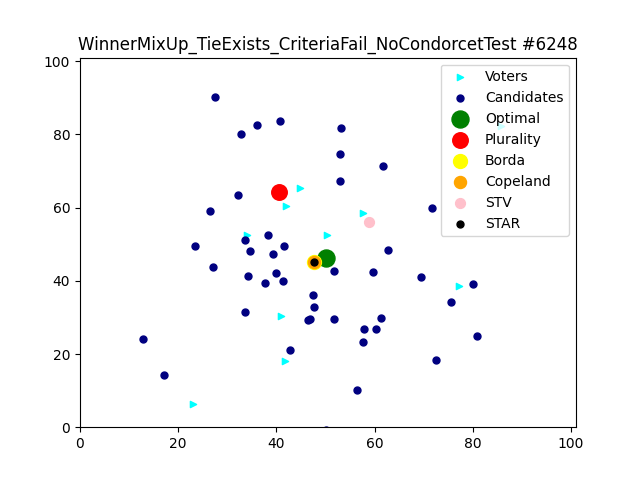 WinnerMixUp_TieExists_CriteriaFail_NoCondorcetTest #6248
100
80
60
40
20
0
0
20
40
60
80
100
Voters
Candidates
Optimal
Plurality
Borda
Copeland
STV
STAR